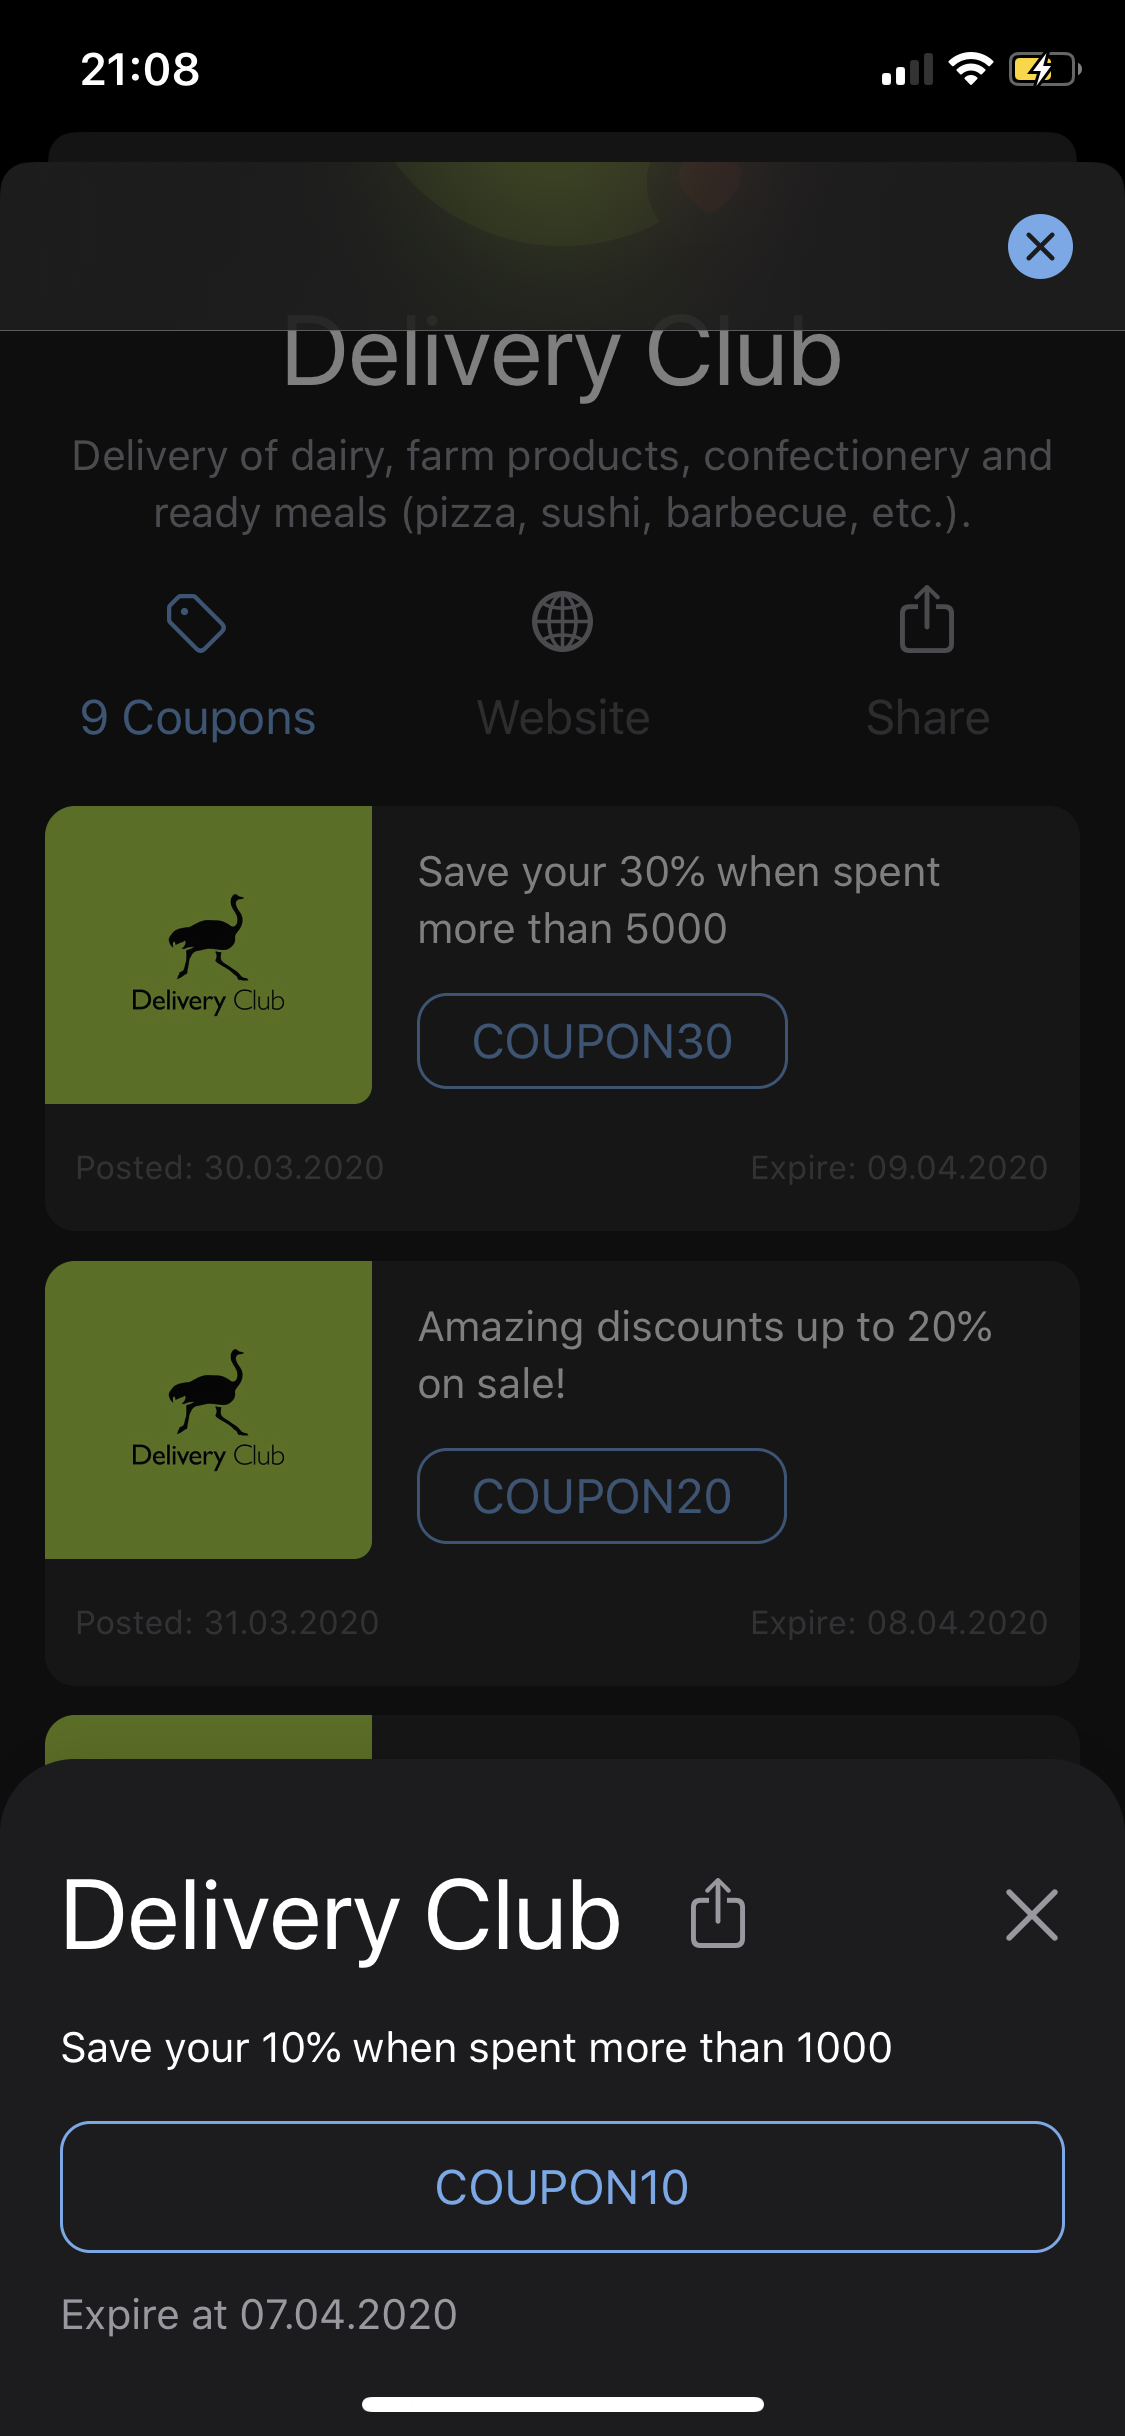 21:08
Delivery Club
Delivery of dairy, farm products, confectionery and
ready meals (pizza, sushi, barbecue, etc.).
9 Coupons
Website
Share
Save your 30% when spent
more than 5000
Delivery Club
COUPON30
Posted: 30.03.2020
Expire: 09.04.2020
Amazing discounts up to 20%
on sale!
Delivery Club
COUPON20
Posted: 31.03.2020
Expire: 08.04.2020
Delivery Club
Save your 10% when spent more than 1000
COUPON10
Expire at 07.04.2020